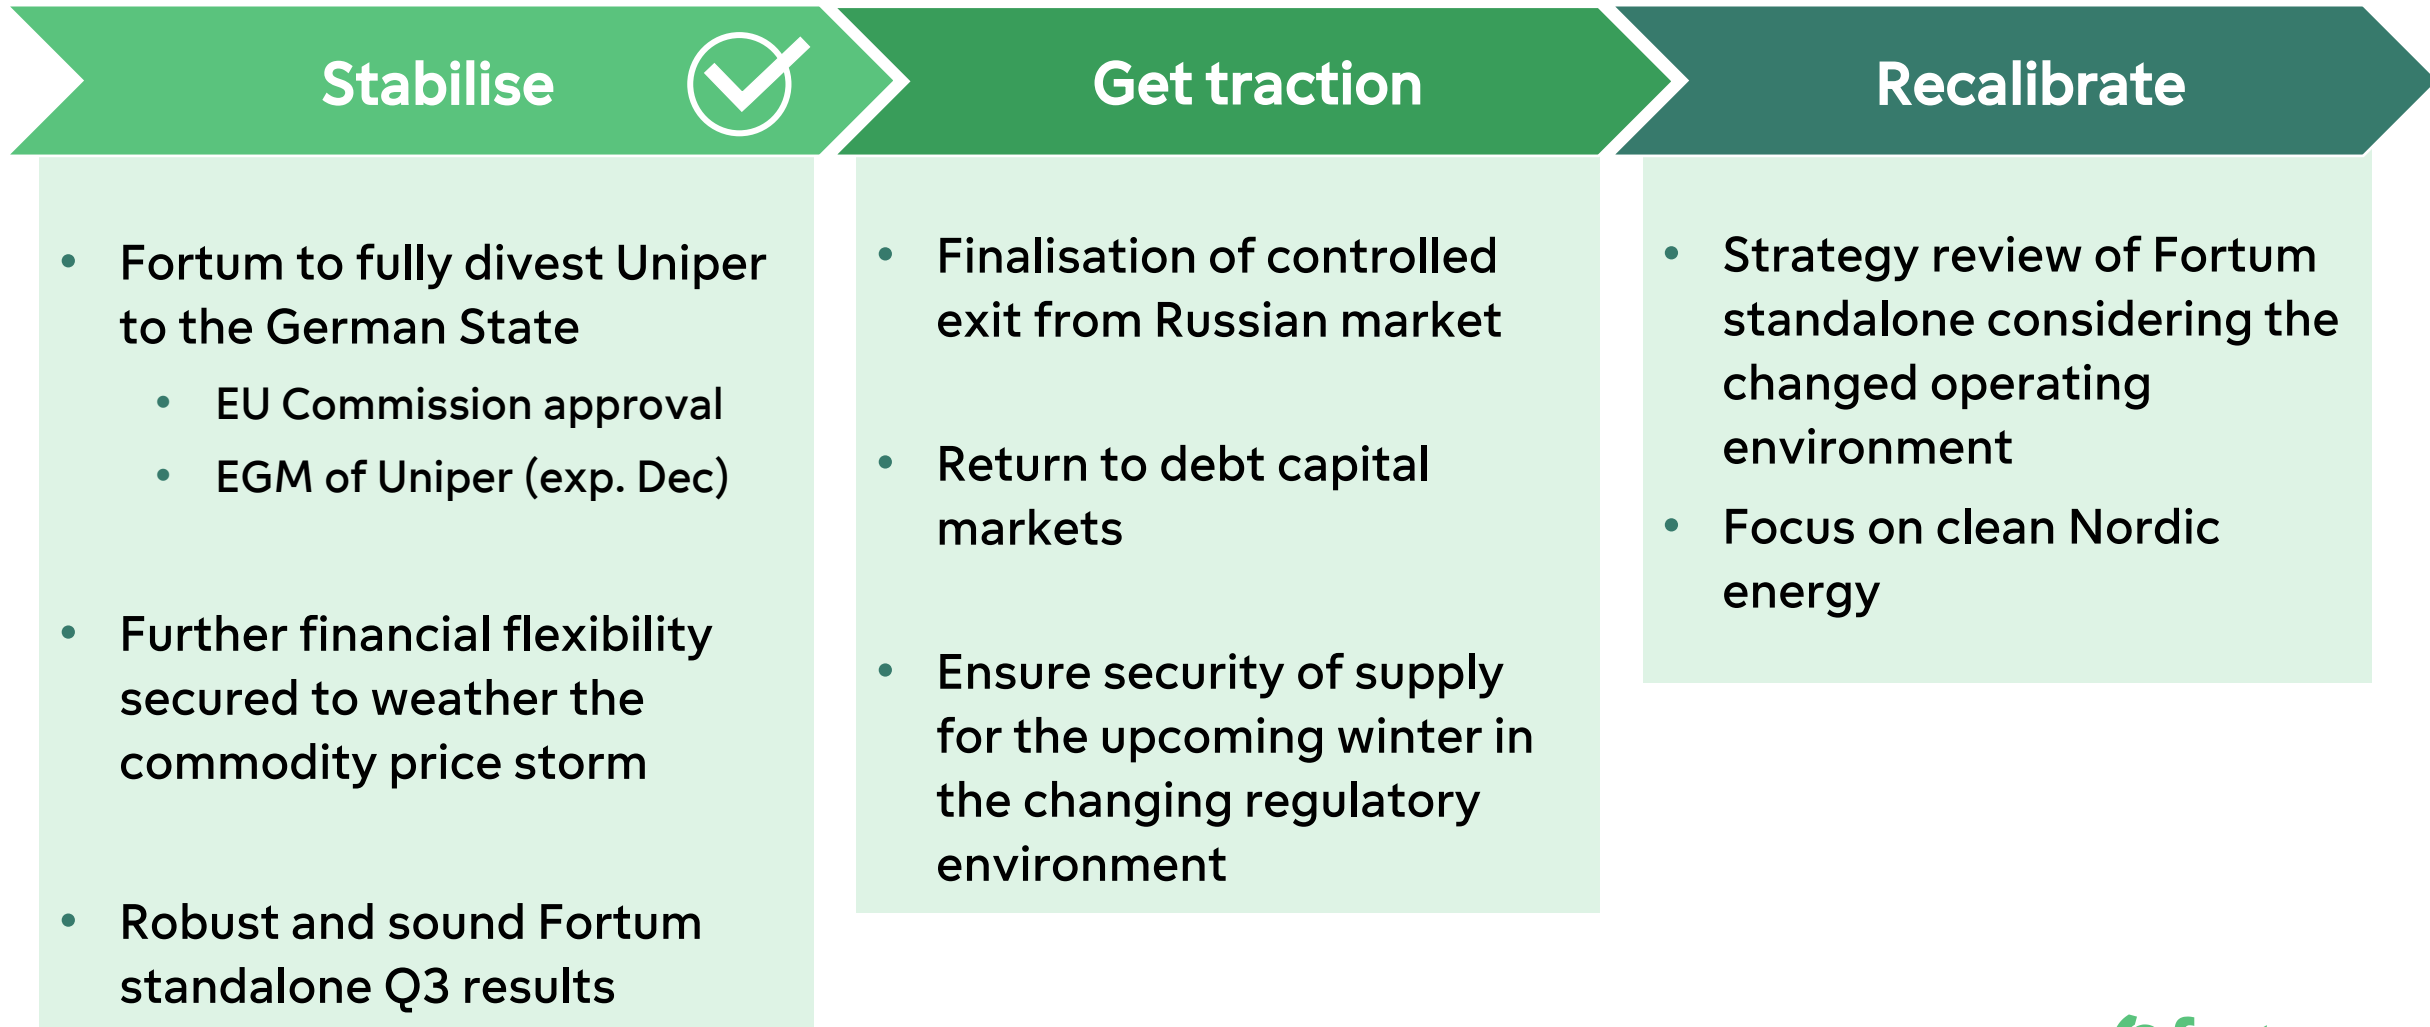 Stabilise
Get traction
Recalibrate
• Fortum to fully divest Uniper
to the German State
• EU Commission approval
• EGM of Uniper (exp. Dec)
• Further financial flexibility
secured to weather the
commodity price storm
• Robust and sound Fortum
standalone Q3 results
• Finalisation of controlled
exit from Russian market
• Return to debt capital
markets
• Ensure security of supply
for the upcoming winter in
the changing regulatory
environment
• Strategy review of Fortum
standalone considering the
changed operating
environment
• Focus on clean Nordic
energy